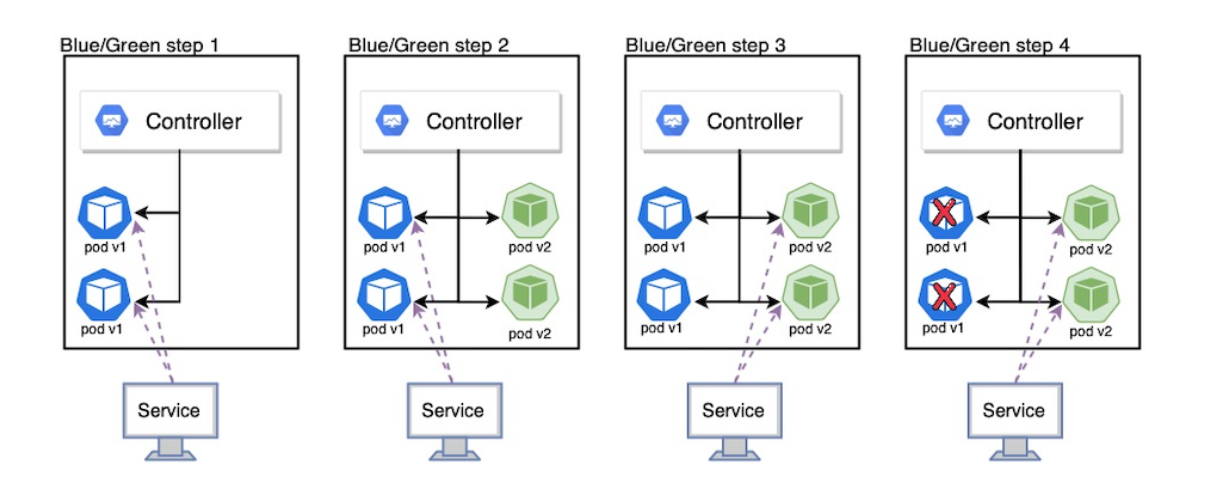 Blue/Green step 1
Controller
pod v1
pod v1
Service
Blue/Green step 2
Controller
pod v1
pod v2
pod v1
pod v2
Service
Blue/Green step 3
Controller
pod v1
pod v2
pod v1
pod v2
Service
Blue/Green step 4
Controller
pod v1
pod v2
pod v1
pod v2
Service